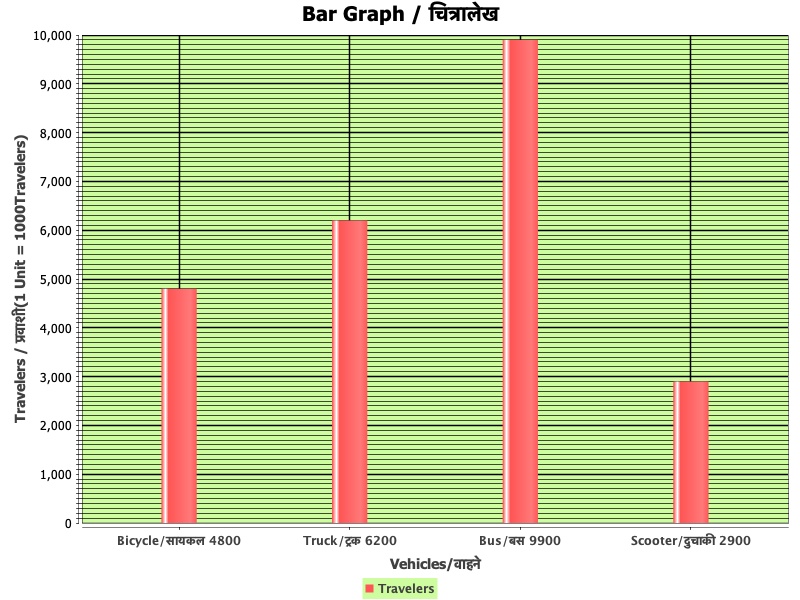 Bar Graph / चित्रालेख
Travelers / प्रवाशी(1 Unit = 1000Travelers)
10,000
9,000
8,000
7,000
6,000
5,000
4,000
3,000
2,000
1,000
0
Bicycle/सायकल 4800 Truck/ट्रक 6200 Bus/बस 9900 Scooter/दुचाकी 2900
Vehicles/वाहने
Travelers